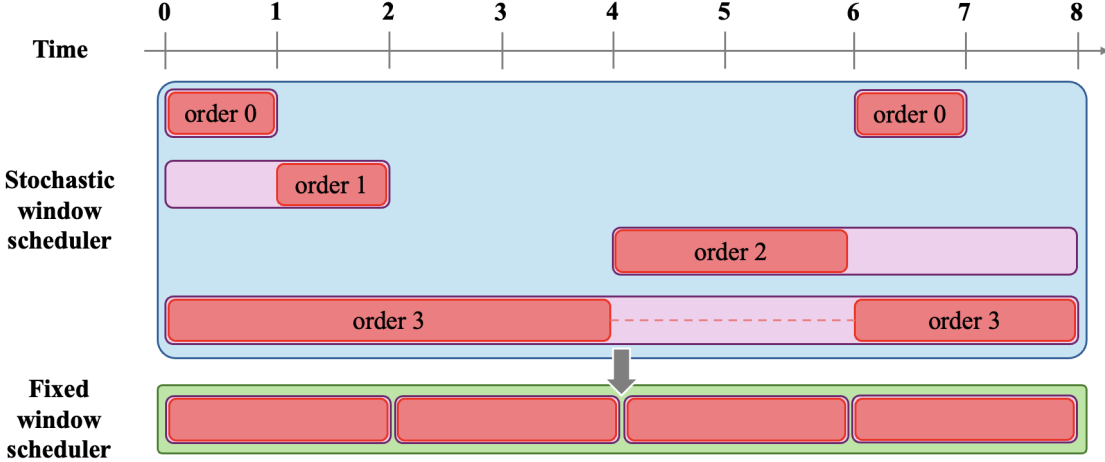 0 1 2 3 4 5 6 7 8
Time
order 0 order 0
Stochastic
window
scheduler
order 1
order 2
order 3 order 3
Fixed
window
scheduler